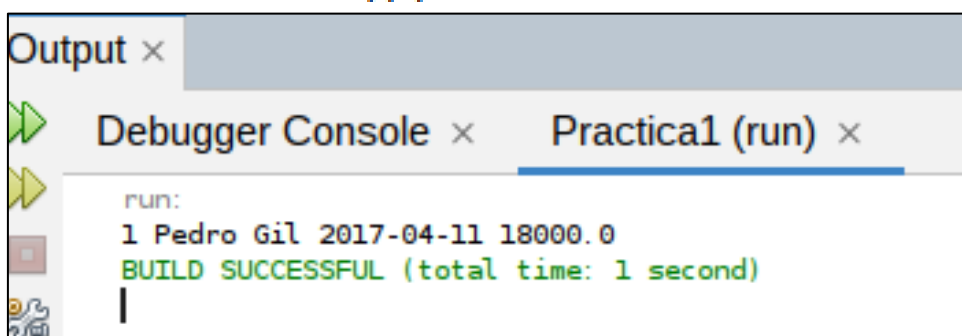 Output ×
Debugger Console × Practica1 (run) ×
run:
1 Pedro Gil 2017-04-11 18000.0
BUILD SUCCESSFUL (total time: 1 second)